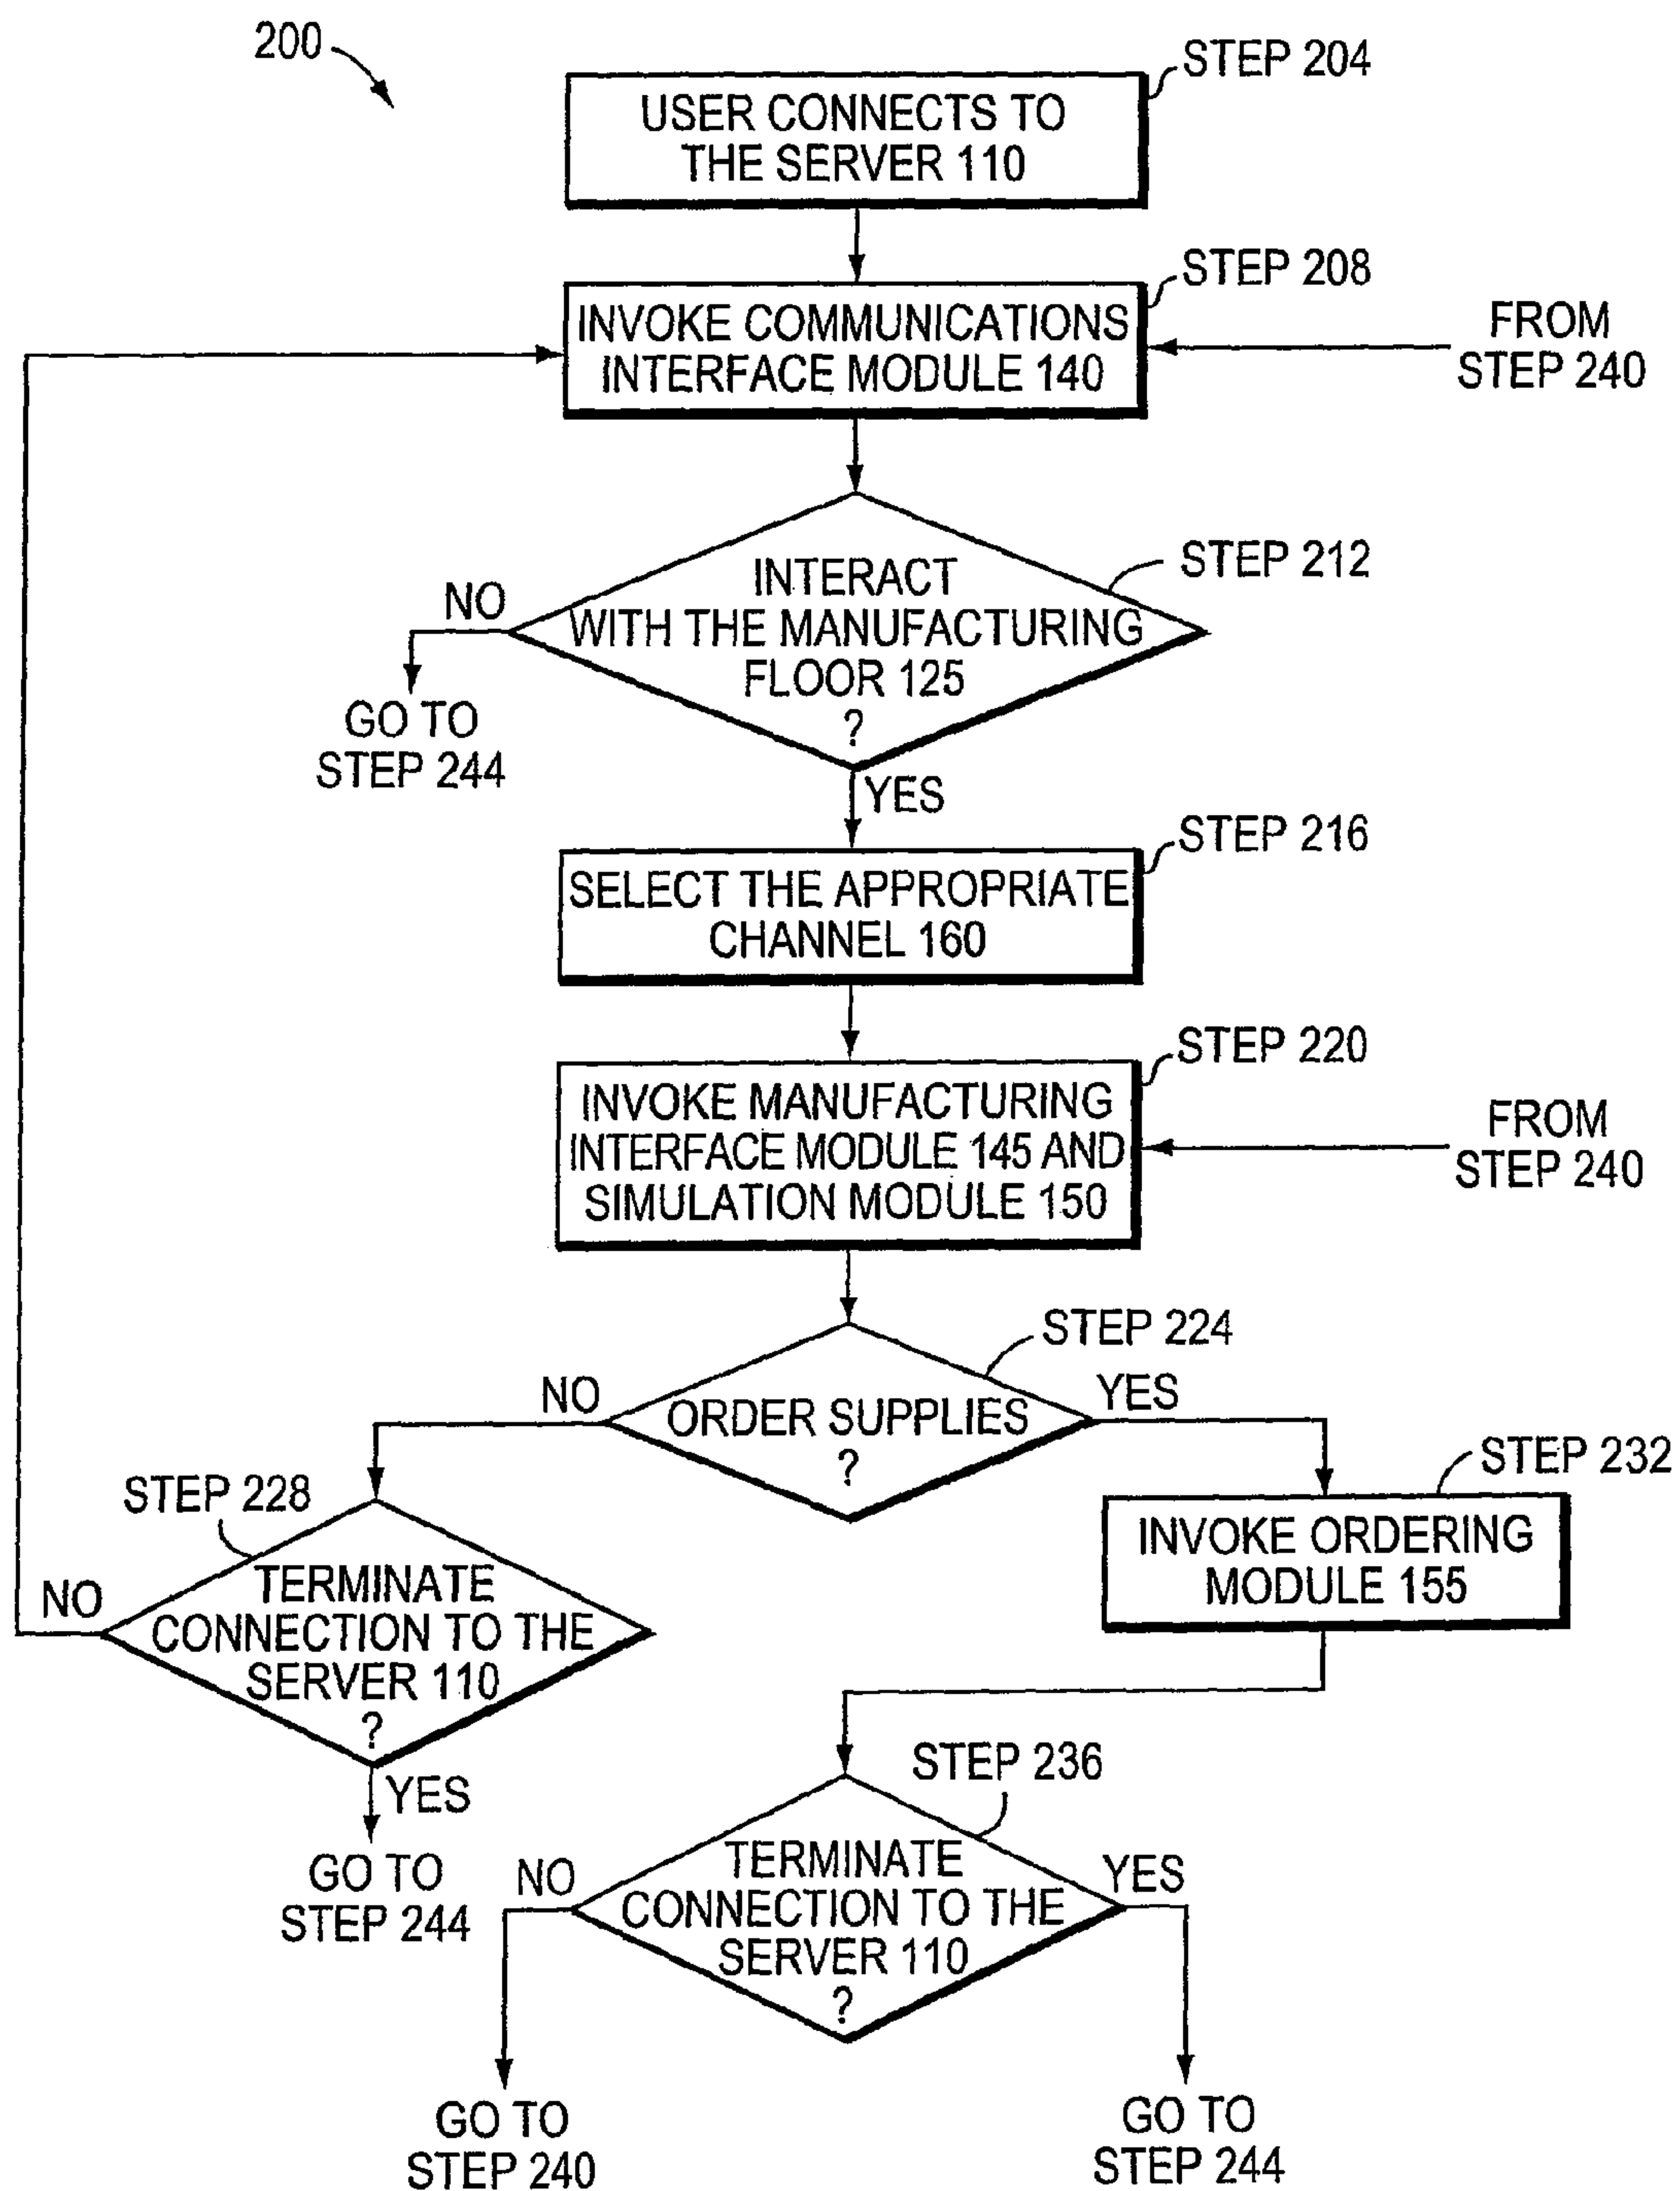 200
STEP 204
USER CONNECTS TO
THE SERVER 110
STEP 208
INVOKE COMMUNICATIONS
INTERFACE MODULE 140
FROM
STEP 240
STEP 212
INTERACT
WITH THE MANUFACTURING
FLOOR 125
?
NO
GO TO
STEP 244
YES
STEP 216
SELECT THE APPROPRIATE
CHANNEL 160
STEP 220
INVOKE MANUFACTURING
INTERFACE MODULE 145 AND
SIMULATION MODULE 150
FROM
STEP 240
STEP 224
ORDER SUPPLIES
?
NO
YES
STEP 228
TERMINATE
CONNECTION TO THE
SERVER 110
?
NO
YES
GO TO
STEP 244
STEP 232
INVOKE ORDERING
MODULE 155
STEP 236
TERMINATE
CONNECTION TO THE
SERVER 110
?
NO
YES
GO TO
STEP 240
GO TO
STEP 244